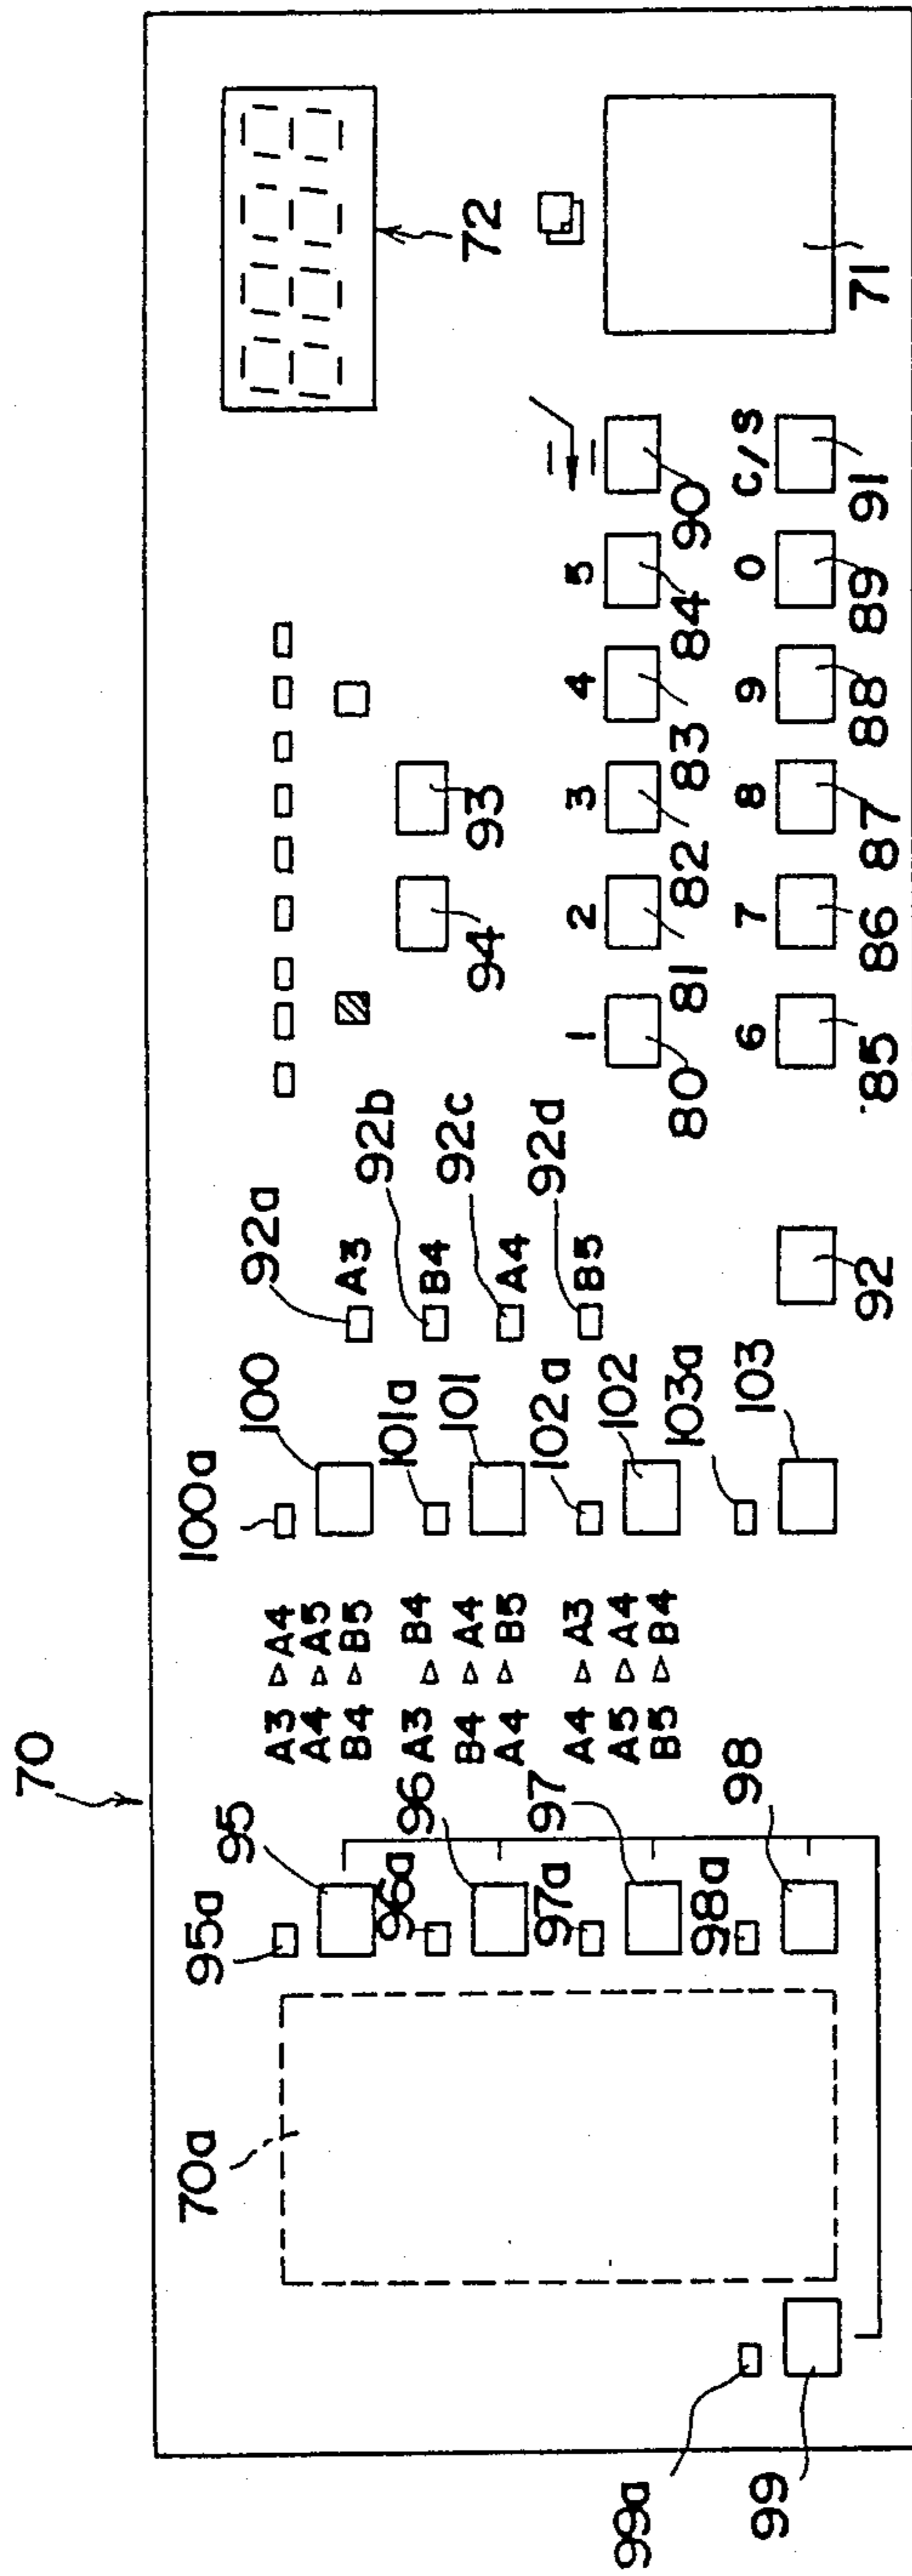 70
70a
99a
99
95a
95
96a
96
97a
97
98a
98
A3 ▷ A4
A4 ▷ A5
B4 ▷ B5
A3 ▷ B4
B4 ▷ A4
A4 ▷ B5
A4 ▷ A3
A5 ▷ A4
B5 ▷ B4
100a
100
101a
101
102a
102
103a
103
92a
A3
92b
B4
92c
A4
92d
B5
92
94
93
72
1
2
3
4
5
80
81
82
83
84
90
6
7
8
9
0
C/S
85
86
87
88
89
91
71